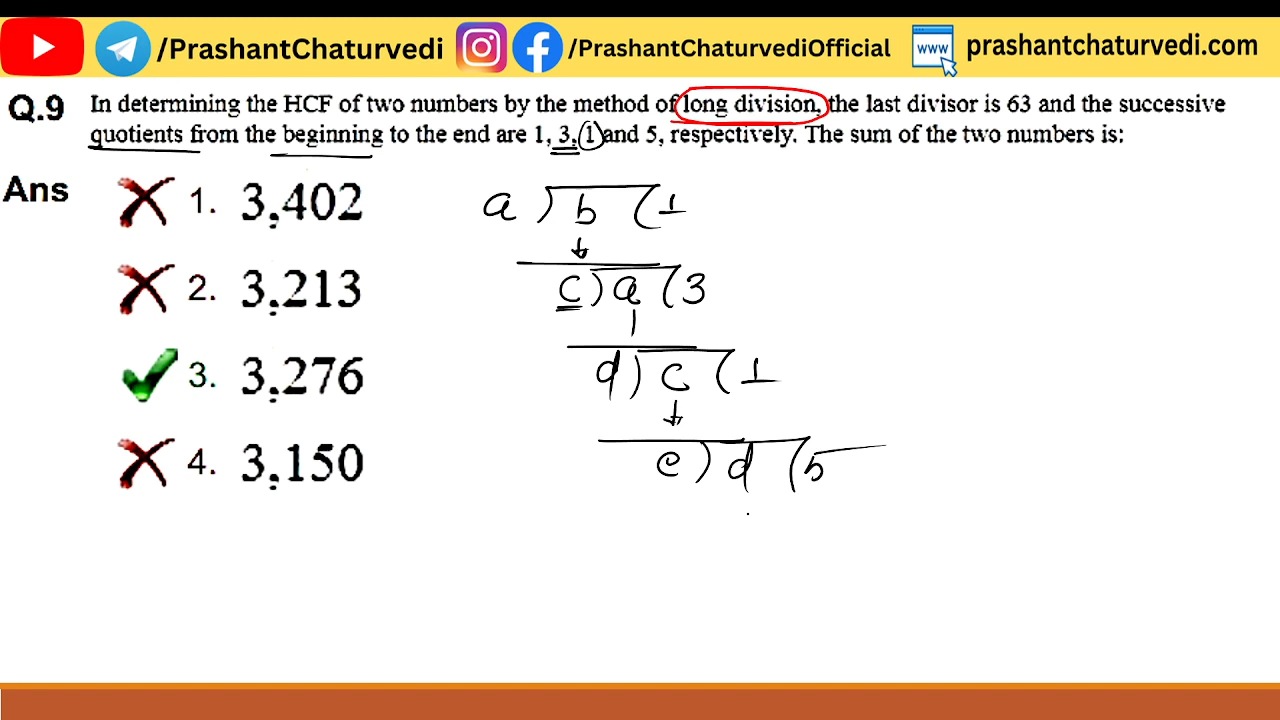 /PrashantChaturvedi /PrashantChaturvediOfficial www prashantchaturvedi.com
Q.9 In determining the HCF of two numbers by the method of long division, the last divisor is 63 and the successive
quotients from the beginning to the end are 1, 3, 1 and 5, respectively. The sum of the two numbers is:
Ans
1. 3,402
2. 3,213
3. 3,276
4. 3,150
a ) b ( 1
c ) a ( 3
d ) c ( 1
e ) d ( 5